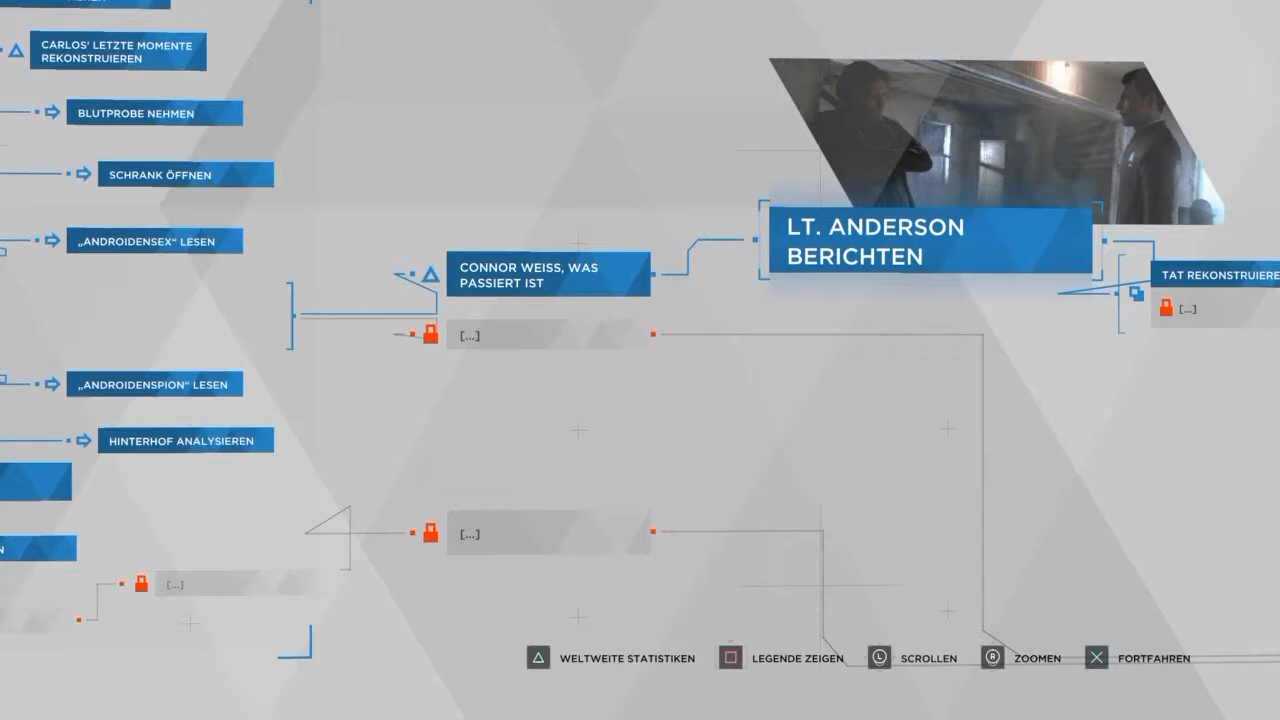 CARLOS' LETZTE MOMENTE
REKONSTRUIEREN
BLUTPROBE NEHMEN
SCHRANK ÖFFNEN
„ANDROIDENSEX“ LESEN
„ANDROIDENSPION“ LESEN
HINTERHOF ANALYSIEREN
[...]
CONNOR WEISS, WAS
PASSIERT IST
[...]
[...]
LT. ANDERSON
BERICHTEN
TAT REKONSTRUIERE
[...]
WELTWEITE STATISTIKEN
LEGENDE ZEIGEN
L SCROLLEN
R ZOOMEN
FORTFAHREN